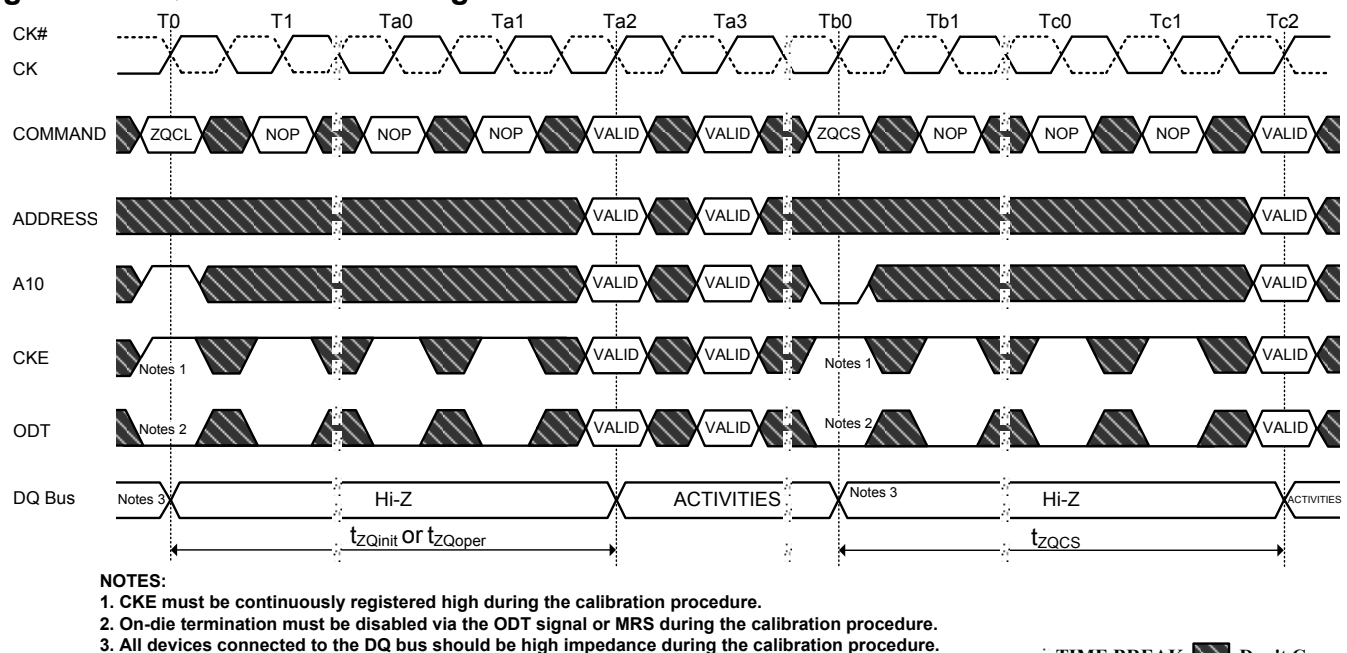 T0 T1 Ta0 Ta1 Ta2 Ta3 Tb0 Tb1 Tc0 Tc1 Tc2
CK#
CK
COMMAND ZQCL NOP NOP NOP VALID VALID ZQCS NOP NOP NOP VALID
ADDRESS VALID VALID VALID
A10 VALID VALID VALID
CKE Notes 1 VALID VALID Notes 1 VALID
ODT Notes 2 VALID VALID Notes 2 VALID
DQ Bus Notes 3 Hi-Z ACTIVITIES Notes 3 Hi-Z ACTIVITIES
tZQinit or tZQoper tZQCS
NOTES:
1. CKE must be continuously registered high during the calibration procedure.
2. On-die termination must be disabled via the ODT signal or MRS during the calibration procedure.
3. All devices connected to the DQ bus should be high impedance during the calibration procedure.
TIME BREAK